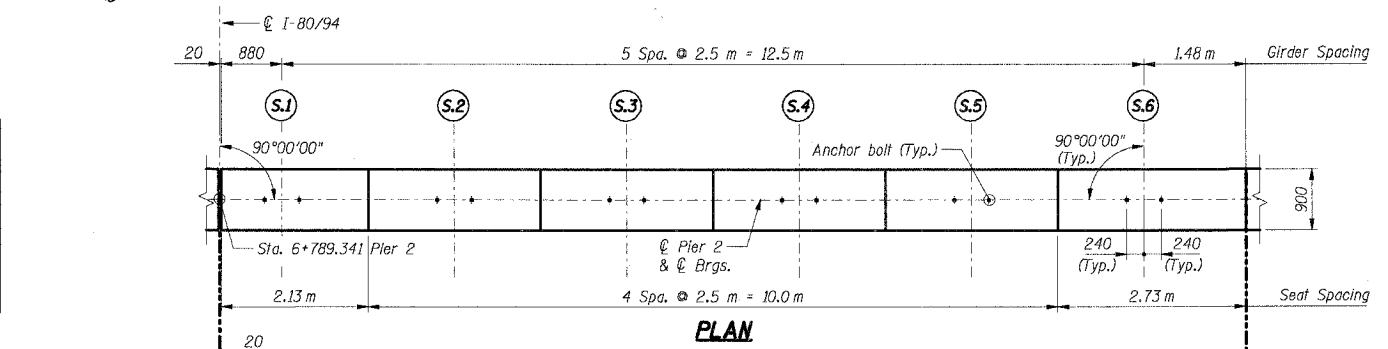 ℄ I-80/94
20 880 5 Spa. @ 2.5 m = 12.5 m 1.48 m Girder Spacing
S.1 S.2 S.3 S.4 S.5 S.6
90°00'00" Anchor bolt (Typ.) 90°00'00"
(Typ.)
900
Sta. 6+789.341 Pier 2 ℄ Pier 2
& ℄ Brgs.
240 240
(Typ.) (Typ.)
2.13 m 4 Spa. @ 2.5 m = 10.0 m 2.73 m Seat Spacing
PLAN
20